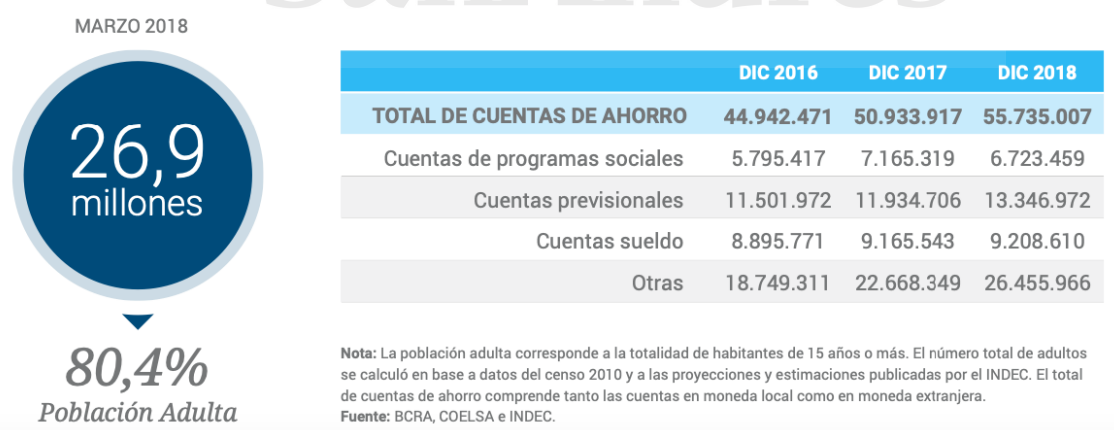 MARZO 2018
26,9
millones
80,4%
Población Adulta
DIC 2016 DIC 2017 DIC 2018
TOTAL DE CUENTAS DE AHORRO 44.942.471 50.933.917 55.735.007
Cuentas de programas sociales 5.795.417 7.165.319 6.723.459
Cuentas previsionales 11.501.972 11.934.706 13.346.972
Cuentas sueldo 8.895.771 9.165.543 9.208.610
Otras 18.749.311 22.668.349 26.455.966
Nota: La población adulta corresponde a la totalidad de habitantes de 15 años o más. El número total de adultos
se calculó en base a datos del censo 2010 y a las proyecciones y estimaciones publicadas por el INDEC. El total
de cuentas de ahorro comprende tanto las cuentas en moneda local como en moneda extranjera.
Fuente: BCRA, COELSA e INDEC.